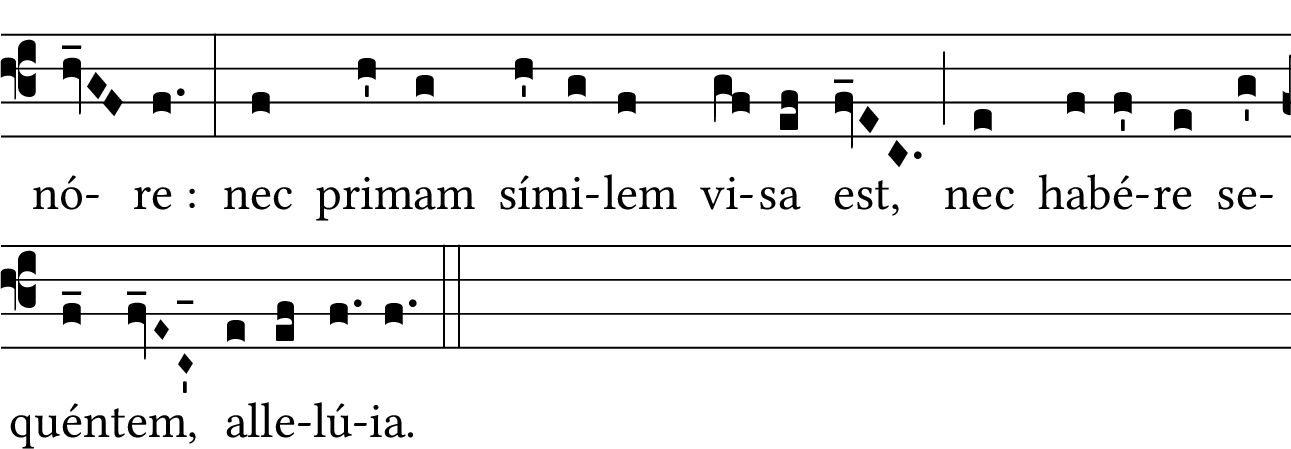 nó- re : nec primam sími-lem vi-sa est, nec habé-re se-
quéntem, alle-lú-ia.